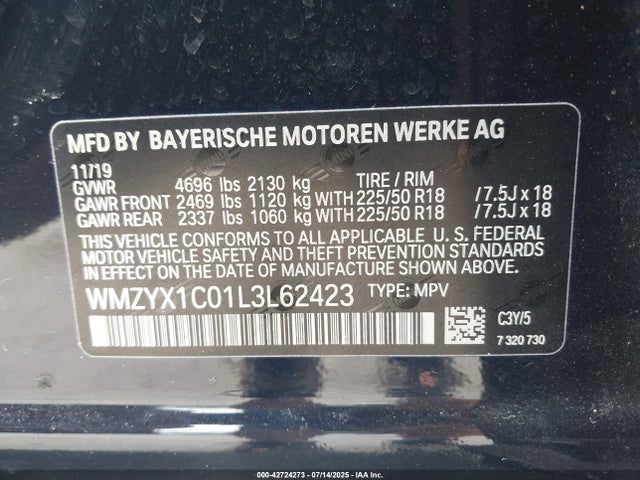 MFD BY BAYERISCHE MOTOREN WERKE AG
11/19
GVWR 4696 lbs 2130 kg TIRE / RIM
GAWR FRONT 2469 lbs 1120 kg WITH 225/50 R18 /7.5J x 18
GAWR REAR 2337 lbs 1060 kg WITH 225/50 R18 /7.5J x 18
THIS VEHICLE CONFORMS TO ALL APPLICABLE U. S. FEDERAL
MOTOR VEHICLE SAFETY AND THEFT PREVENTION STANDARDS
IN EFFECT ON THE DATE OF MANUFACTURE SHOWN ABOVE.
WMZYX1C01L3L62423 TYPE: MPV
C3Y/5
7 320 730
000-42724273 - 07/14/2025 - IAA Inc.